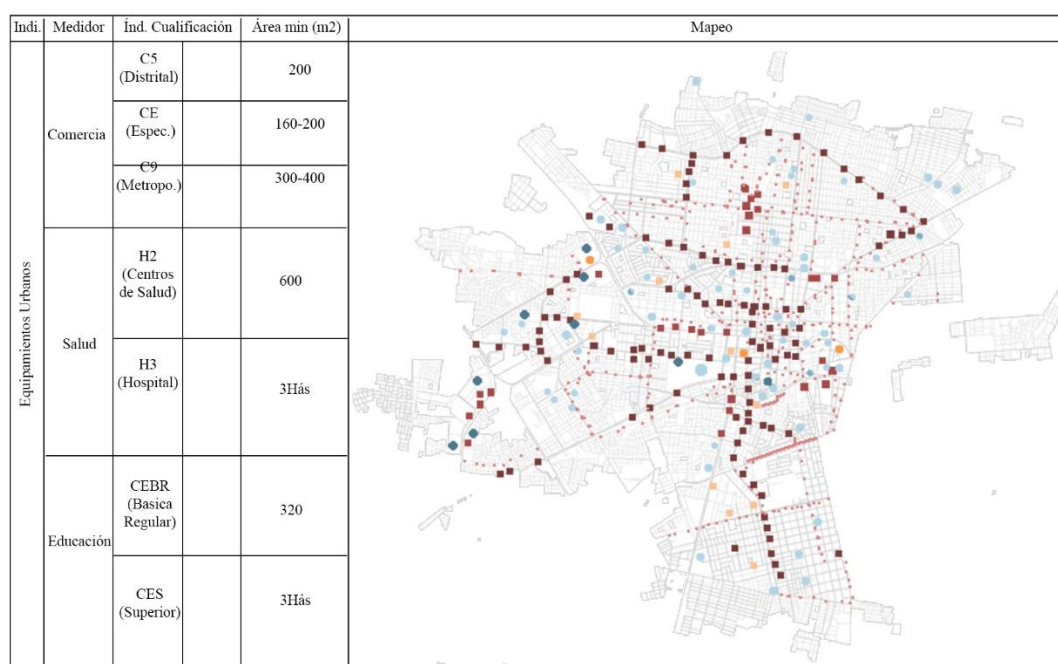 Indi. Medidor Índ. Cualificación Área min (m2) Mapeo
Equipamientos Urbanos
Comercia
C5
(Distrital)
200
CE
(Espec.)
160-200
C9
(Metropo.)
300-400
Salud
H2
(Centros
de Salud)
600
H3
(Hospital)
3Hás
Educación
CEBR
(Basica
Regular)
320
CES
(Superior)
3Hás